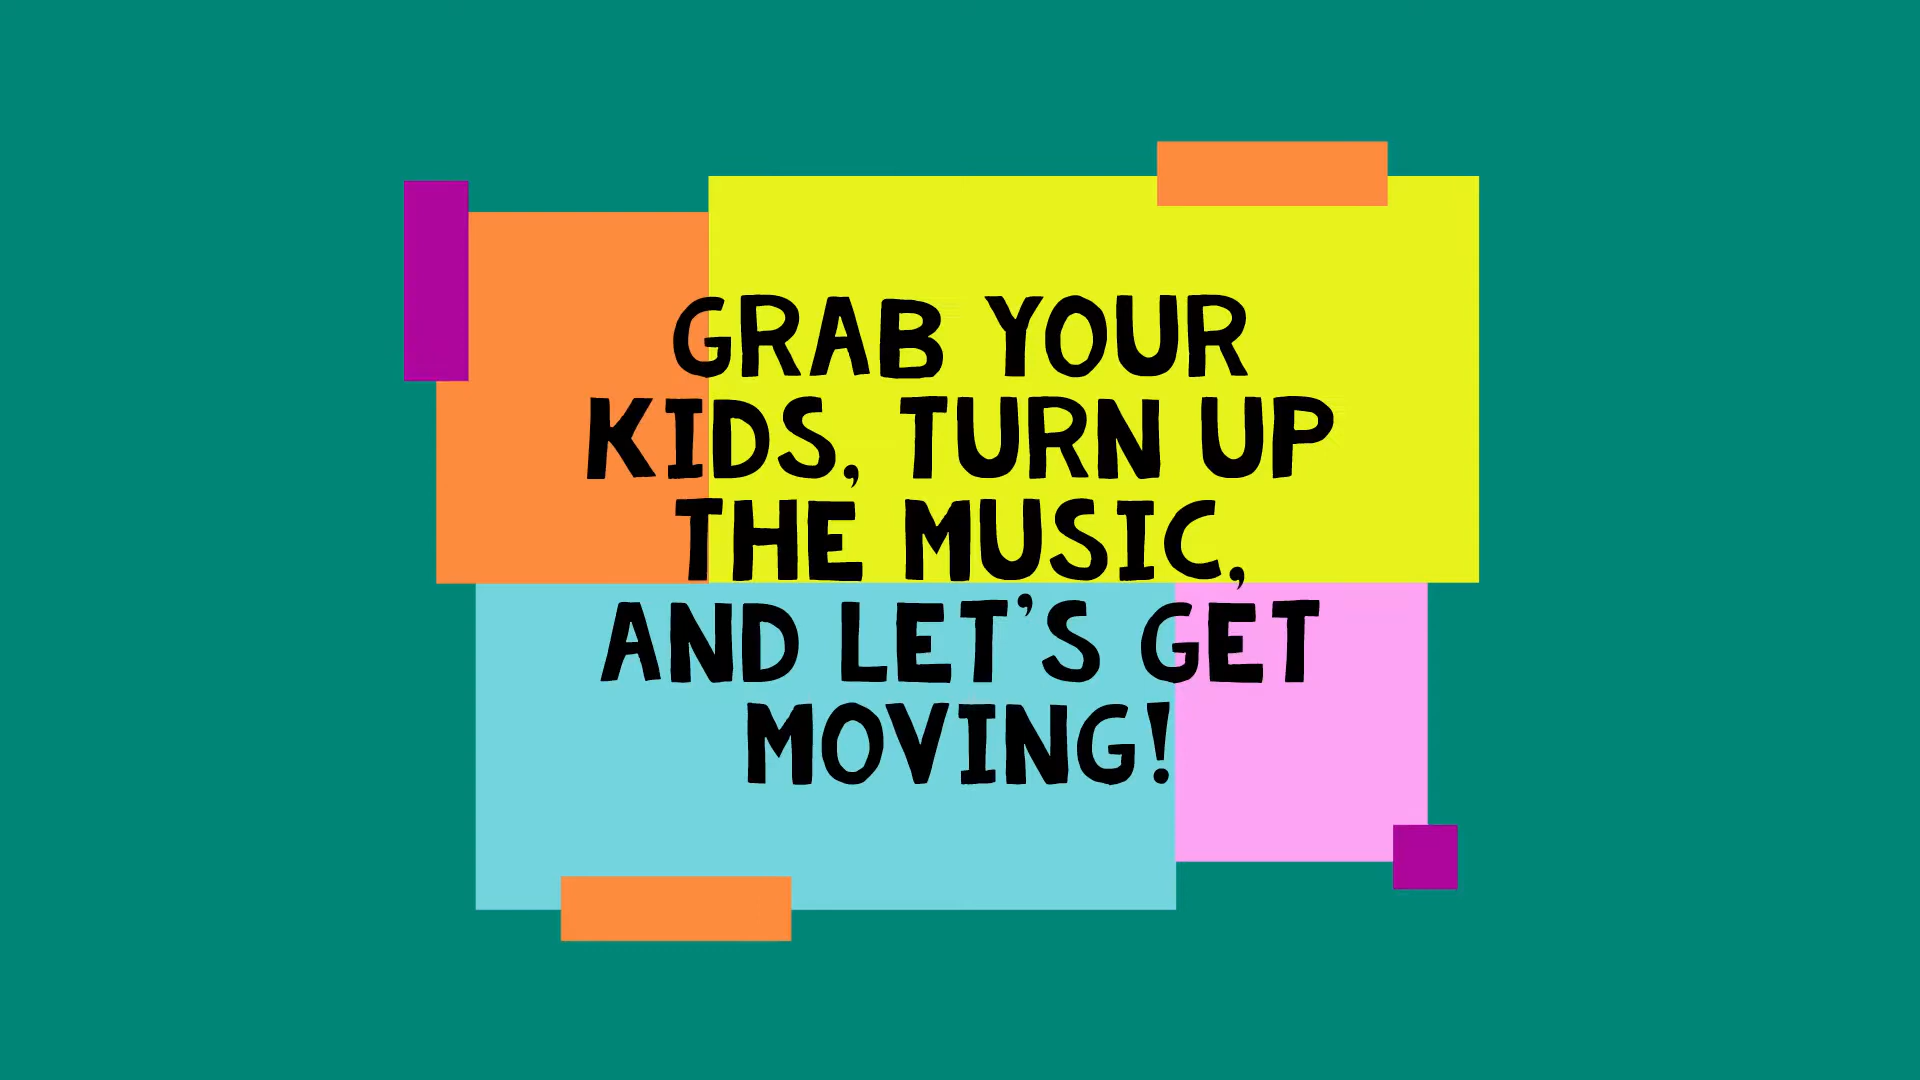 GRAB YOUR
KIDS, TURN UP
THE MUSIC,
AND LET'S GET
MOVING!